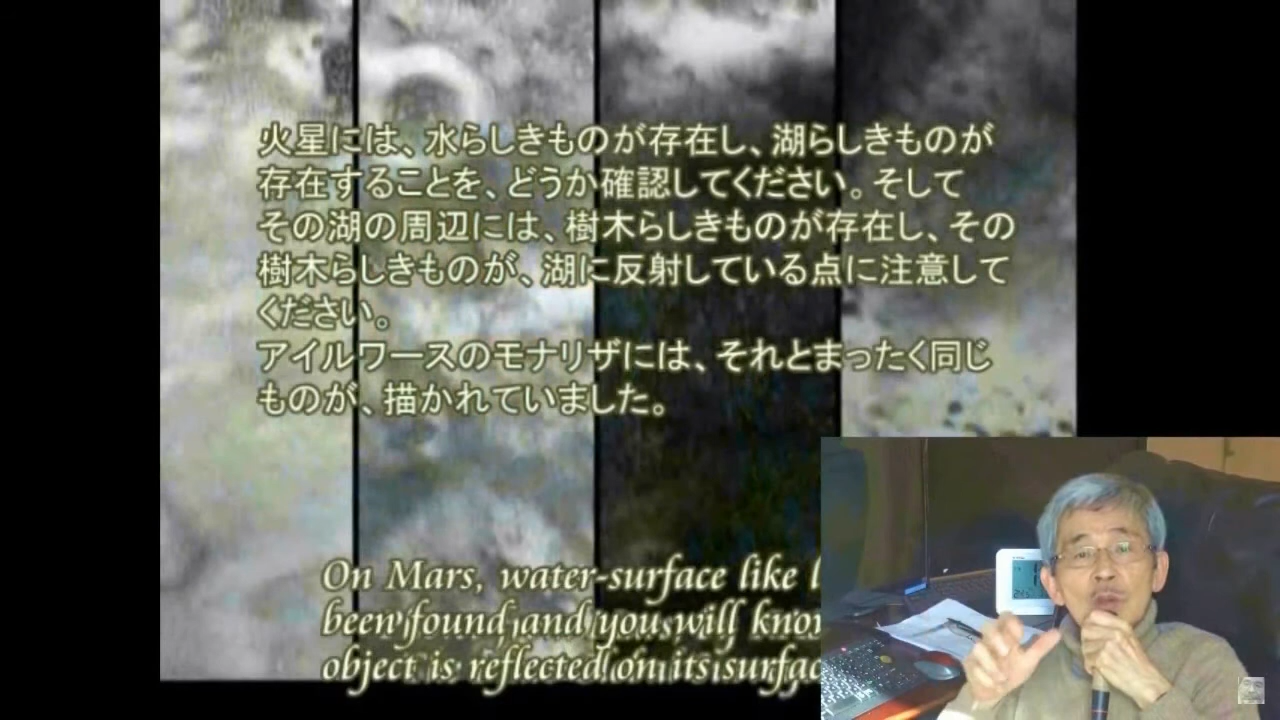 火星には、水らしきものが存在し、湖らしきものが
存在することを、どうか確認してください。そして
その湖の周辺には、樹木らしきものが存在し、その
樹木らしきものが、湖に反射している点に注意して
ください。
アイルワースのモナリザには、それとまったく同じ
ものが、描かれていました。
On Mars, water-surface like
been found and you will
object is reflected on its